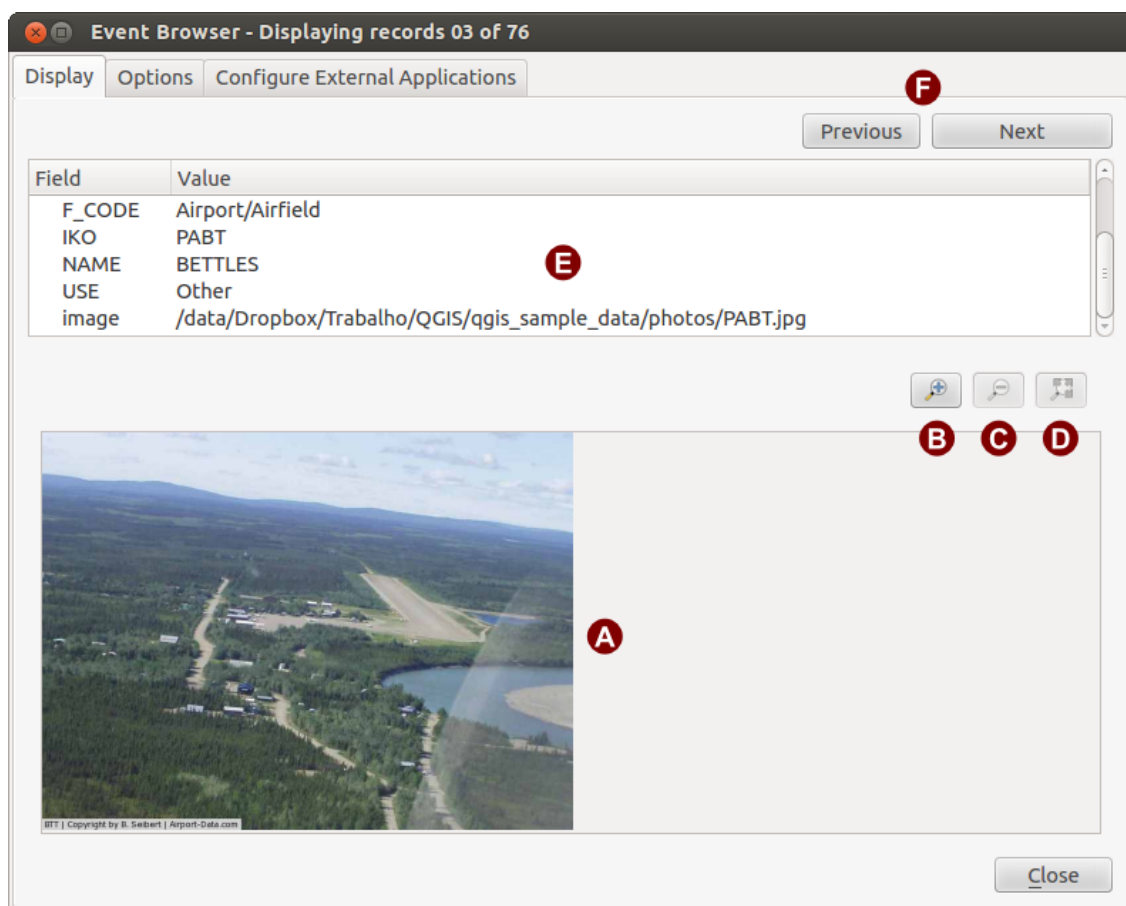 Event Browser - Displaying records 03 of 76
Display Options Configure External Applications
F
Previous Next
Field Value
F_CODE Airport/Airfield
IKO PABT
NAME BETTLES
E
USE Other
image /data/Dropbox/Trabalho/QGIS/qgis_sample_data/photos/PABT.jpg
B C D
A
BTT | Copyright by B. Seibert | Airport-Data.com
Close